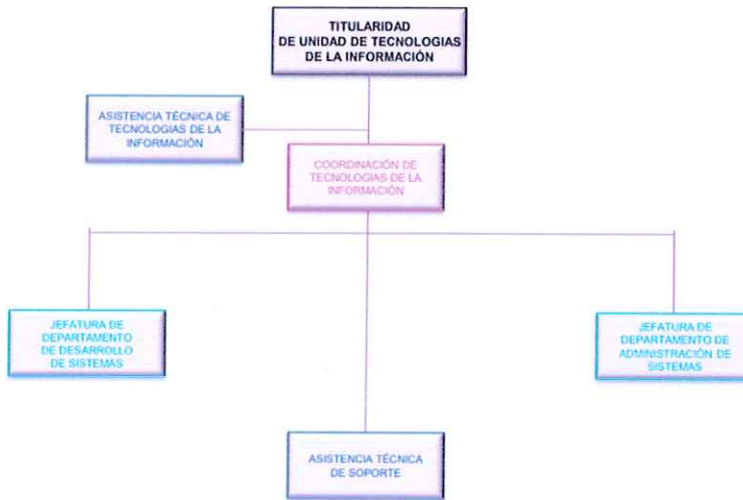 TITULARIDAD
DE UNIDAD DE TECNOLOGIAS
DE LA INFORMACIÓN
ASISTENCIA TÉCNICA DE
TECNOLOGIAS DE LA
INFORMACIÓN
COORDINACIÓN DE
TECNOLOGIAS DE LA
INFORMACIÓN
JEFATURA DE
DEPARTAMENTO
DE DESARROLLO
DE SISTEMAS
JEFATURA DE
DEPARTAMENTO DE
ADMINISTRACIÓN DE
SISTEMAS
ASISTENCIA TÉCNICA
DE SOPORTE